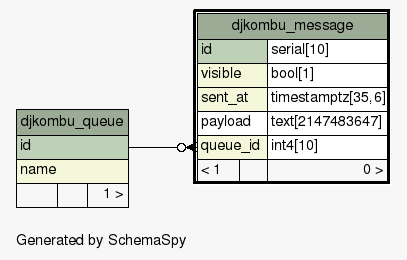 djkombu_message
id serial[10]
visible bool[1]
sent_at timestamptz[35,6]
payload text[2147483647]
queue_id int4[10]
< 1 0 >
djkombu_queue
id
name
1 >
Generated by SchemaSpy